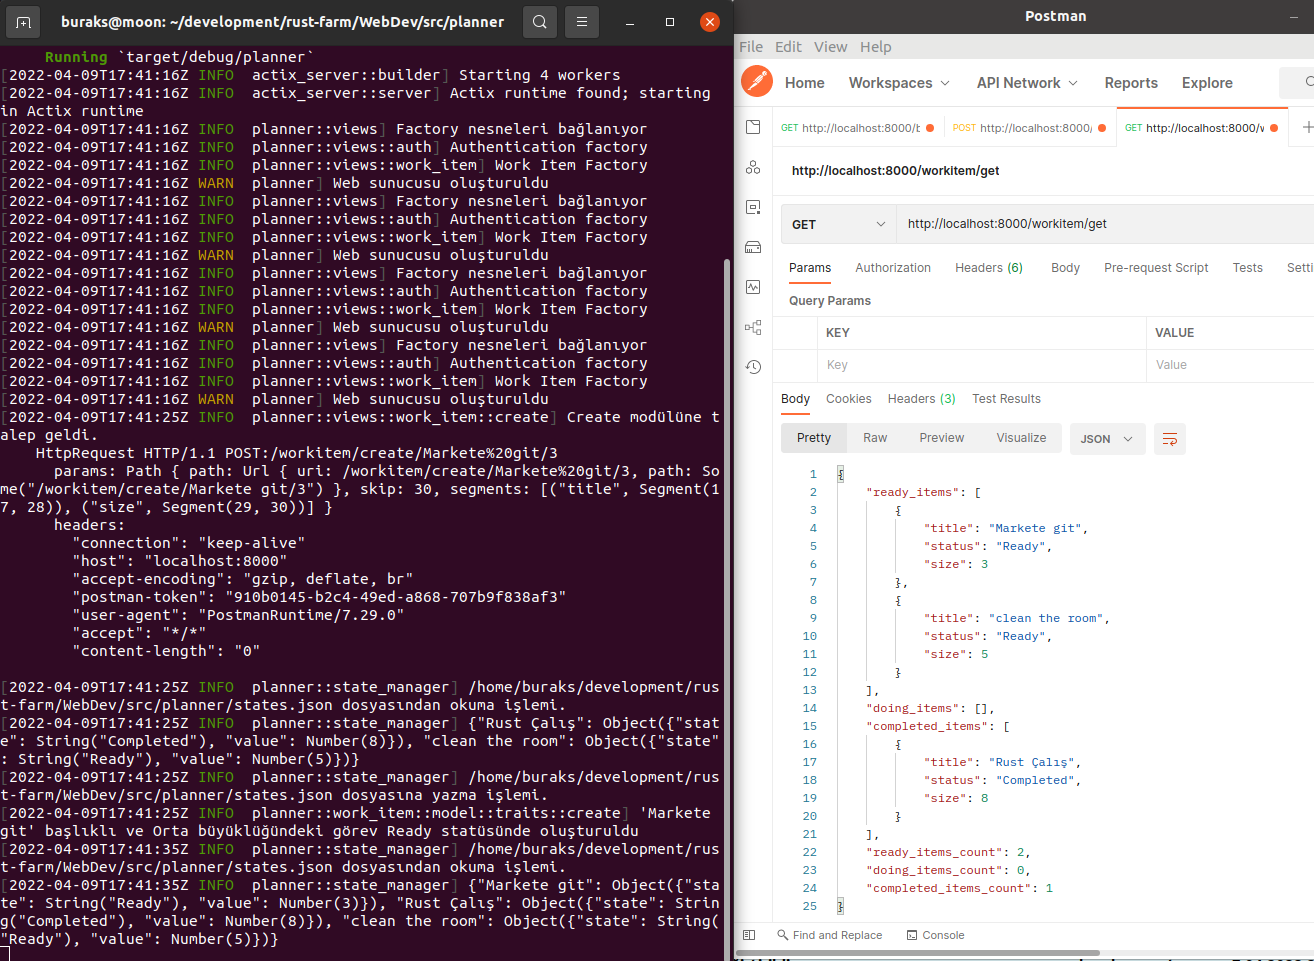 buraks@moon: ~/development/rust-farm/WebDev/src/planner
     Running `target/debug/planner`
[2022-04-09T17:41:16Z INFO  actix_server::builder] Starting 4 workers
[2022-04-09T17:41:16Z INFO  actix_server::server] Actix runtime found; starting
in Actix runtime
[2022-04-09T17:41:16Z INFO  planner::views] Factory nesneleri bağlanıyor
[2022-04-09T17:41:16Z INFO  planner::views::auth] Authentication factory
[2022-04-09T17:41:16Z INFO  planner::views::work_item] Work Item Factory
[2022-04-09T17:41:16Z WARN  planner] Web sunucusu oluşturuldu
[2022-04-09T17:41:16Z INFO  planner::views] Factory nesneleri bağlanıyor
[2022-04-09T17:41:16Z INFO  planner::views::auth] Authentication factory
[2022-04-09T17:41:16Z INFO  planner::views::work_item] Work Item Factory
[2022-04-09T17:41:16Z WARN  planner] Web sunucusu oluşturuldu
[2022-04-09T17:41:16Z INFO  planner::views] Factory nesneleri bağlanıyor
[2022-04-09T17:41:16Z INFO  planner::views::auth] Authentication factory
[2022-04-09T17:41:16Z INFO  planner::views::work_item] Work Item Factory
[2022-04-09T17:41:16Z WARN  planner] Web sunucusu oluşturuldu
[2022-04-09T17:41:16Z INFO  planner::views] Factory nesneleri bağlanıyor
[2022-04-09T17:41:16Z INFO  planner::views::auth] Authentication factory
[2022-04-09T17:41:16Z INFO  planner::views::work_item] Work Item Factory
[2022-04-09T17:41:16Z WARN  planner] Web sunucusu oluşturuldu
[2022-04-09T17:41:25Z INFO  planner::views::work_item::create] Create modülüne t
alep geldi.
    HttpRequest HTTP/1.1 POST:/workitem/create/Markete%20git/3
      params: Path { path: Url { uri: /workitem/create/Markete%20git/3, path: So
me("/workitem/create/Markete git/3") }, skip: 30, segments: [("title", Segment(1
7, 28)), ("size", Segment(29, 30))] }
      headers:
        "connection": "keep-alive"
        "host": "localhost:8000"
        "accept-encoding": "gzip, deflate, br"
        "postman-token": "910b0145-b2c4-49ed-a868-707b9f838af3"
        "user-agent": "PostmanRuntime/7.29.0"
        "accept": "*/*"
        "content-length": "0"
[2022-04-09T17:41:25Z INFO  planner::state_manager] /home/buraks/development/rus
t-farm/WebDev/src/planner/states.json dosyasından okuma işlemi.
[2022-04-09T17:41:25Z INFO  planner::state_manager] {"Rust Çalış": Object({"stat
e": String("Completed"), "value": Number(8)}), "clean the room": Object({"state"
: String("Ready"), "value": Number(5)})}
[2022-04-09T17:41:25Z INFO  planner::state_manager] /home/buraks/development/rus
t-farm/WebDev/src/planner/states.json dosyasına yazma işlemi.
[2022-04-09T17:41:25Z INFO  planner::work_item::model::traits::create] 'Markete
git' başlıklı ve Orta büyüklüğündeki görev Ready statüsünde oluşturuldu
[2022-04-09T17:41:35Z INFO  planner::state_manager] /home/buraks/development/rus
t-farm/WebDev/src/planner/states.json dosyasından okuma işlemi.
[2022-04-09T17:41:35Z INFO  planner::state_manager] {"Markete git": Object({"sta
te": String("Ready"), "value": Number(3)}), "Rust Çalış": Object({"state": Strin
g("Completed"), "value": Number(8)}), "clean the room": Object({"state": String(
"Ready"), "value": Number(5)})}
Postman
File Edit View Help
Home Workspaces API Network Reports Explore
GET http://localhost:8000/b POST http://localhost:8000/ GET http://localhost:8000/w
http://localhost:8000/workitem/get
GET http://localhost:8000/workitem/get
Params Authorization Headers (6) Body Pre-request Script Tests Setti
Query Params
KEY VALUE
Key Value
Body Cookies Headers (3) Test Results
Pretty Raw Preview Visualize JSON
1 {
2     "ready_items": [
3         {
4             "title": "Markete git",
5             "status": "Ready",
6             "size": 3
7         },
8         {
9             "title": "clean the room",
10             "status": "Ready",
11             "size": 5
12         }
13     ],
14     "doing_items": [],
15     "completed_items": [
16         {
17             "title": "Rust Çalış",
18             "status": "Completed",
19             "size": 8
20         }
21     ],
22     "ready_items_count": 2,
23     "doing_items_count": 0,
24     "completed_items_count": 1
25 }
Find and Replace Console